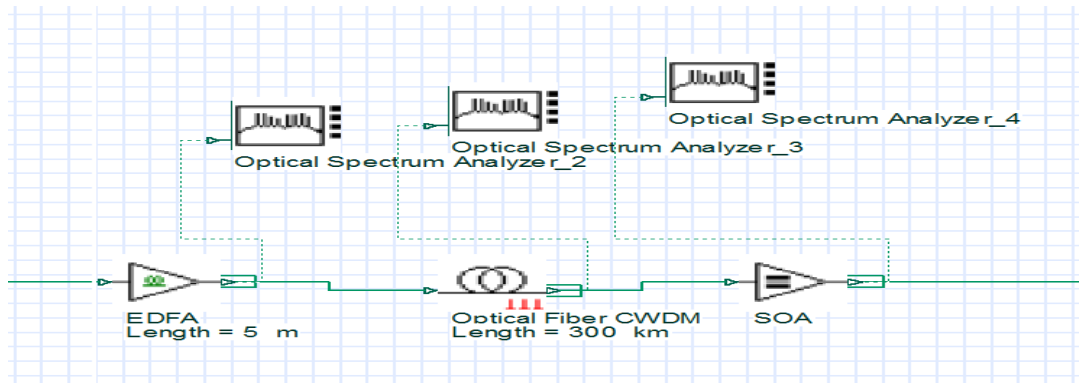 Optical Spectrum Analyzer_4
Optical Spectrum Analyzer_3
Optical Spectrum Analyzer_2
EDFA
Length = 5 m
Optical Fiber CWDM
Length = 300 km
SOA